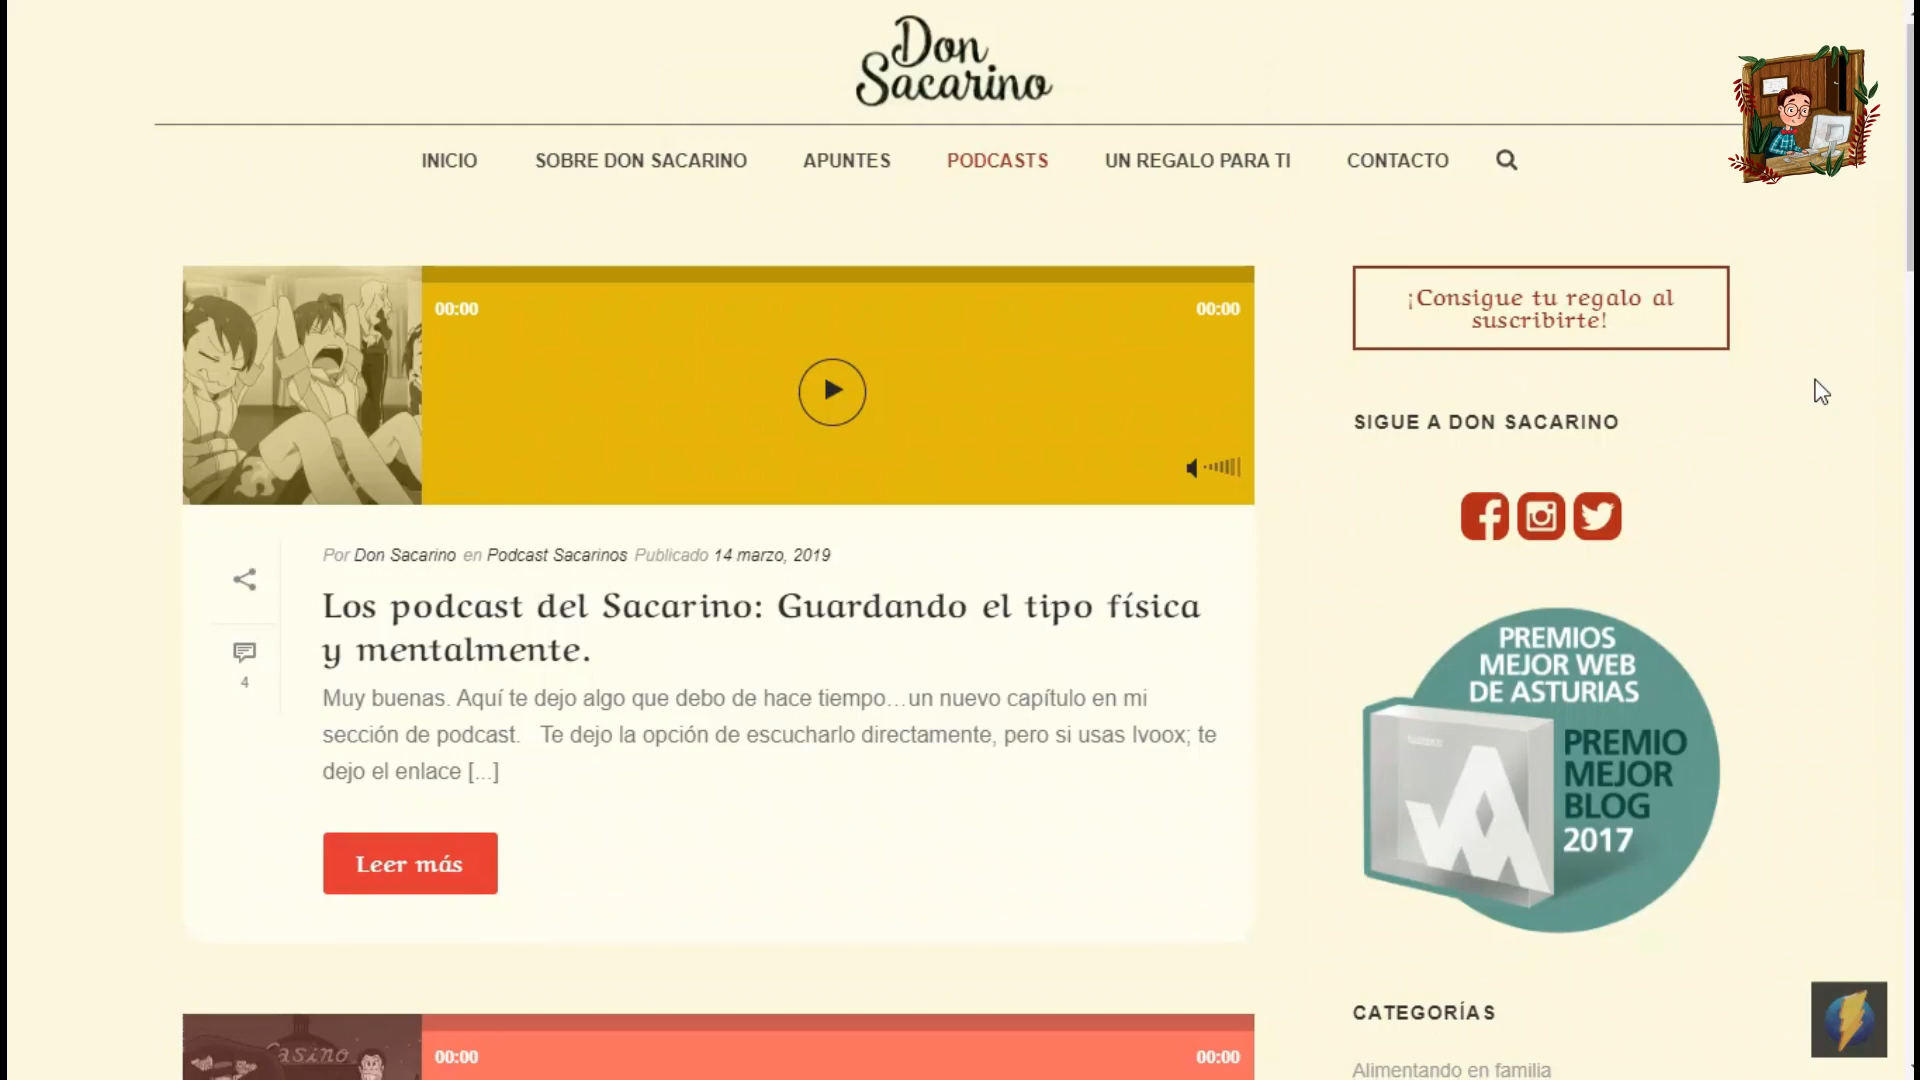 Don
Sacarino
INICIO SOBRE DON SACARINO APUNTES PODCASTS UN REGALO PARA TI CONTACTO
00:00 00:00
¡Consigue tu regalo al
suscribirte!
SIGUE A DON SACARINO
Por Don Sacarino en Podcast Sacarinos Publicado 14 marzo, 2019
Los podcast del Sacarino: Guardando el tipo física
y mentalmente.
4
Muy buenas. Aquí te dejo algo que debo de hace tiempo…un nuevo capítulo en mi
sección de podcast. Te dejo la opción de escucharlo directamente, pero si usas Ivoox; te
dejo el enlace [...]
Leer más
PREMIOS
MEJOR WEB
DE ASTURIAS
PREMIO
MEJOR
BLOG
2017
CATEGORÍAS
Alimentando en familia
Casino
00:00 00:00